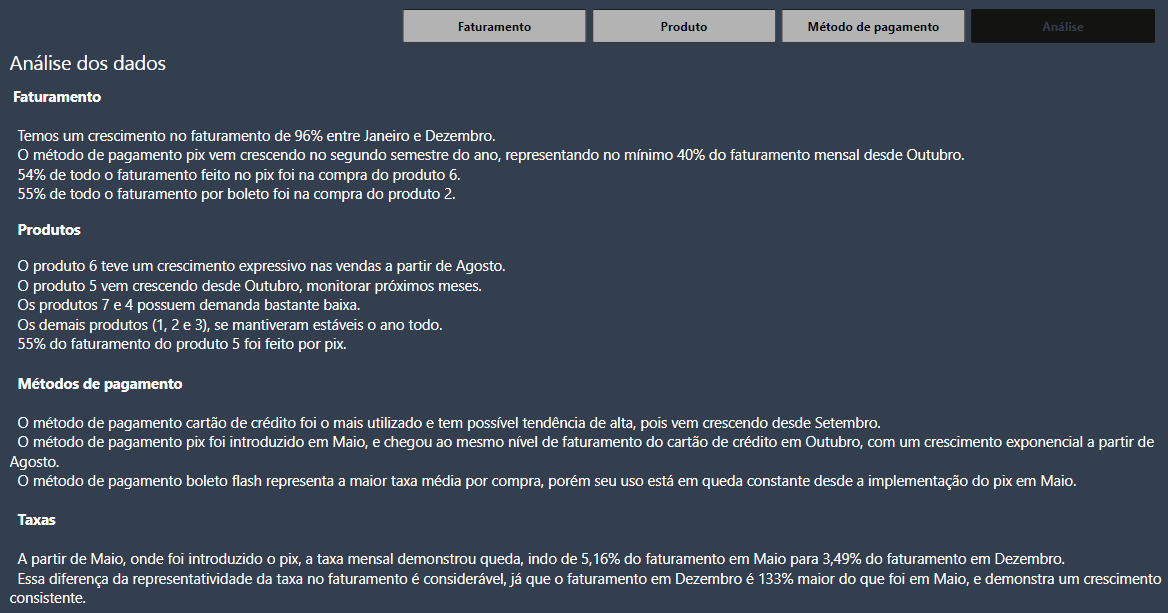 Faturamento
Produto
Método de pagamento
Análise
Análise dos dados
Faturamento
Temos um crescimento no faturamento de 96% entre Janeiro e Dezembro.
O método de pagamento pix vem crescendo no segundo semestre do ano, representando no mínimo 40% do faturamento mensal desde Outubro.
54% de todo o faturamento feito no pix foi na compra do produto 6.
55% de todo o faturamento por boleto foi na compra do produto 2.
Produtos
O produto 6 teve um crescimento expressivo nas vendas a partir de Agosto.
O produto 5 vem crescendo desde Outubro, monitorar próximos meses.
Os produtos 7 e 4 possuem demanda bastante baixa.
Os demais produtos (1, 2 e 3), se mantiveram estáveis o ano todo.
55% do faturamento do produto 5 foi feito por pix.
Métodos de pagamento
O método de pagamento cartão de crédito foi o mais utilizado e tem possível tendência de alta, pois vem crescendo desde Setembro.
O método de pagamento pix foi introduzido em Maio, e chegou ao mesmo nível de faturamento do cartão de crédito em Outubro, com um crescimento exponencial a partir de
Agosto.
O método de pagamento boleto flash representa a maior taxa média por compra, porém seu uso está em queda constante desde a implementação do pix em Maio.
Taxas
A partir de Maio, onde foi introduzido o pix, a taxa mensal demonstrou queda, indo de 5,16% do faturamento em Maio para 3,49% do faturamento em Dezembro.
Essa diferença da representatividade da taxa no faturamento é considerável, já que o faturamento em Dezembro é 133% maior do que foi em Maio, e demonstra um crescimento
consistente.